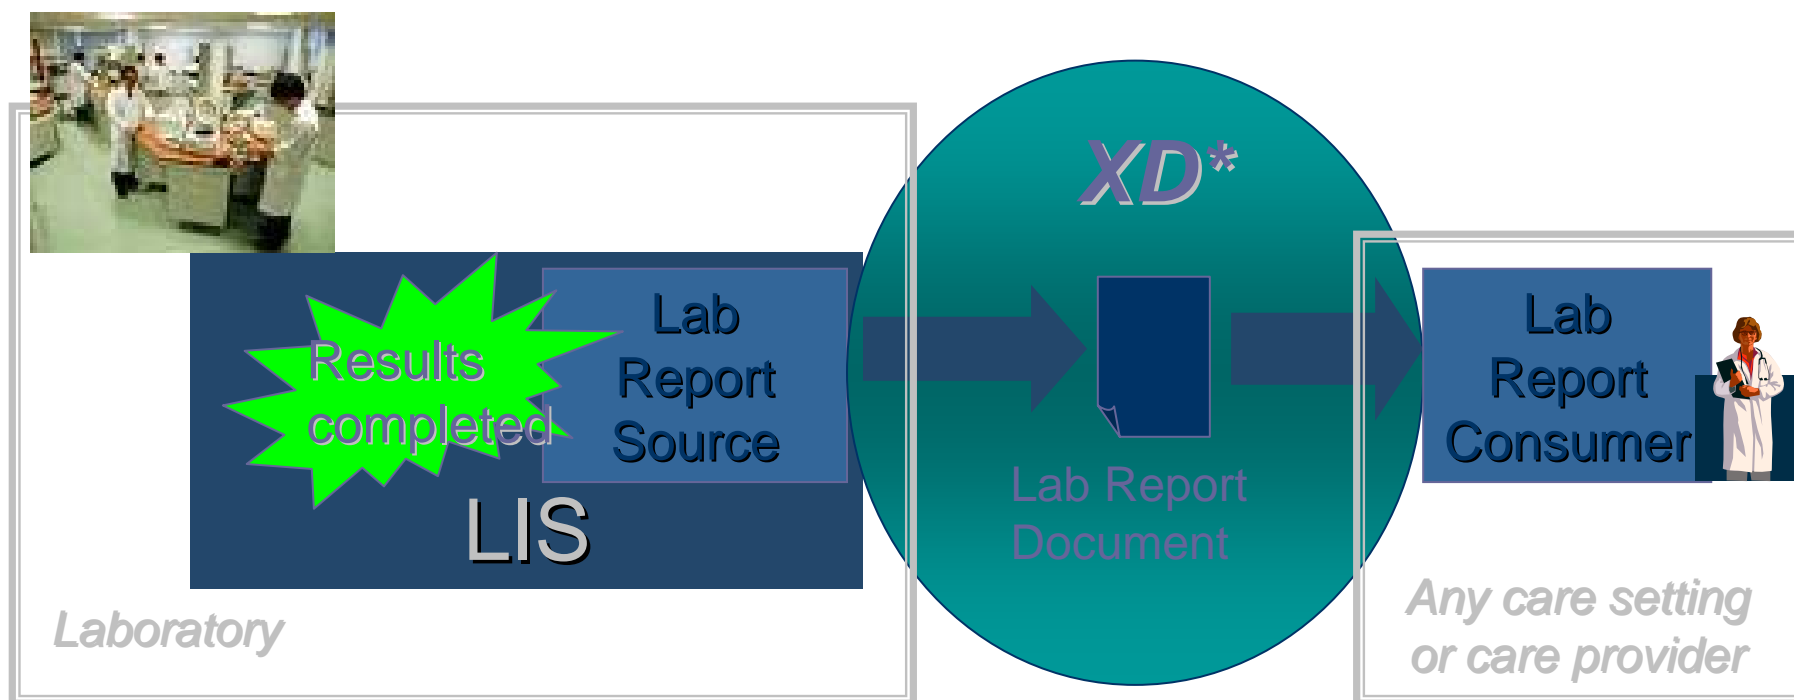 XD*
Results
completed
Lab
Report
Source
LIS
Laboratory
Lab Report
Document
Lab
Report
Consumer
Any care setting
or care provider